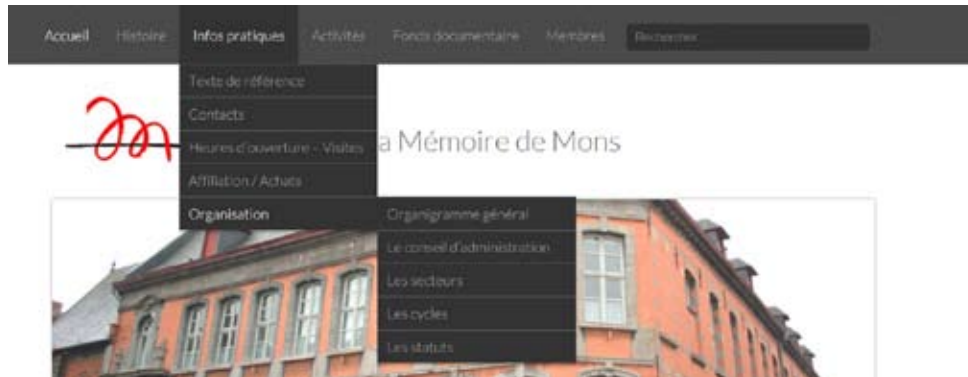 Accueil Histoire Infos pratiques Activités Fonds documentaire Membres Rechercher
Texte de référence
Contacts
Heures d'ouverture - Visites
a Mémoire de Mons
Affiliation / Achats
Organisation
Organigramme général
Le conseil d'administration
Les secteurs
Les cycles
Les statuts